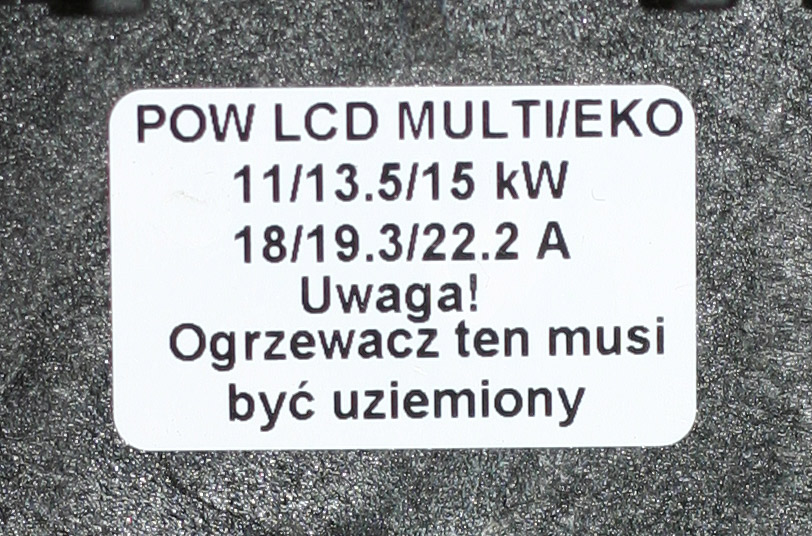 POW LCD MULTI/EKO
11/13.5/15 kW
18/19.3/22.2 A
Uwaga!
Ogrzewacz ten musi
być uziemiony